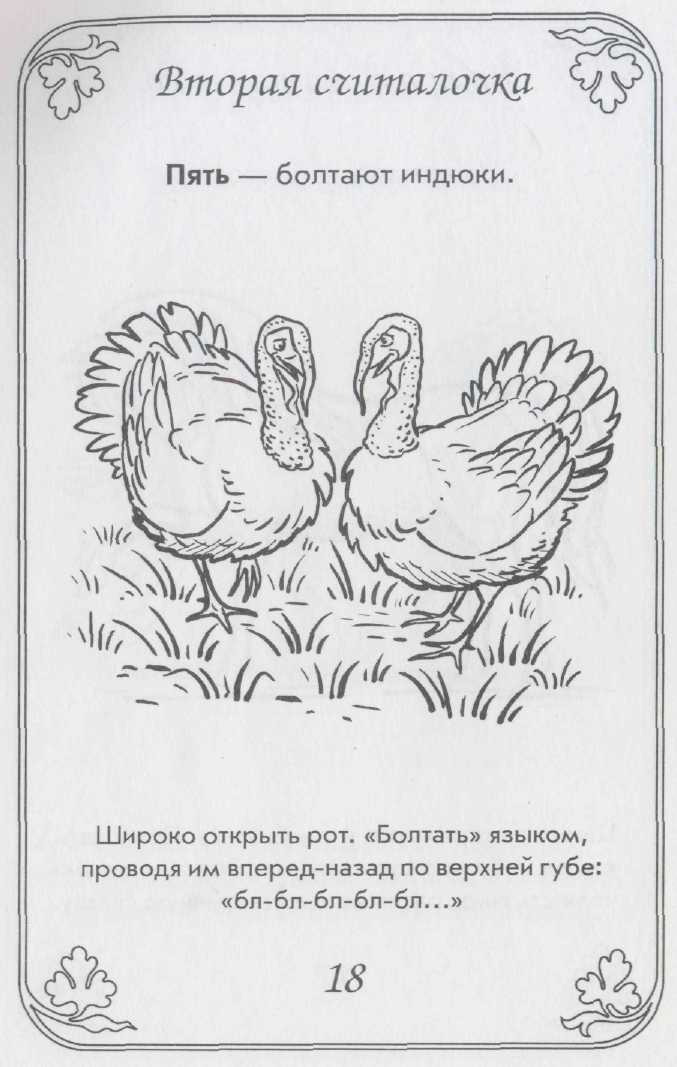 Вторая считалочка
Пять — болтают индюки.
Широко открыть рот. «Болтать» языком,
проводя им вперед-назад по верхней губе:
«бл-бл-бл-бл-бл...»
18